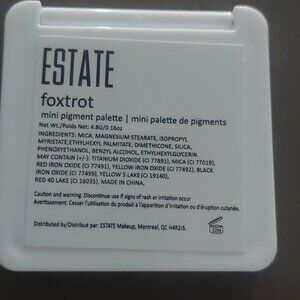 ESTATE
foxtrot
mini pigment palette | mini palette de pigments
Net Wt./Poids Net: 4.8G/0.16oz
INGREDIENTS: MICA, MAGNESIUM STEARATE, ISOPROPYL
MYRISTATE,ETHYLHEXYL PALMITATE, DIMETHICONE, SILICA,
PHENOXYETHANOL, BENZYL ALCOHOL, ETHYLHEXYLGLYCERIN.
MAY CONTAIN (+/-): TITANIUM DIOXIDE (CI 77891), MICA (CI 77019),
RED IRON OXIDE (CI 77491), YELLOW IRON OXIDE (CI 77492), BLACK
IRON OXIDE (CI 77499), YELLOW 5 LAKE (CI 19140),
RED 40 LAKE (CI 16035). MADE IN CHINA.
Caution and warning: Discontinue use if signs of rash or irritation occur
Avertissement: Cesser l'utilisation du produit a l'apparition d'irritation ou d'éruption cutanée.
Distributed by/Distribué par: ESTATE Makeup, Montreal, QC H4R2J5.
12M